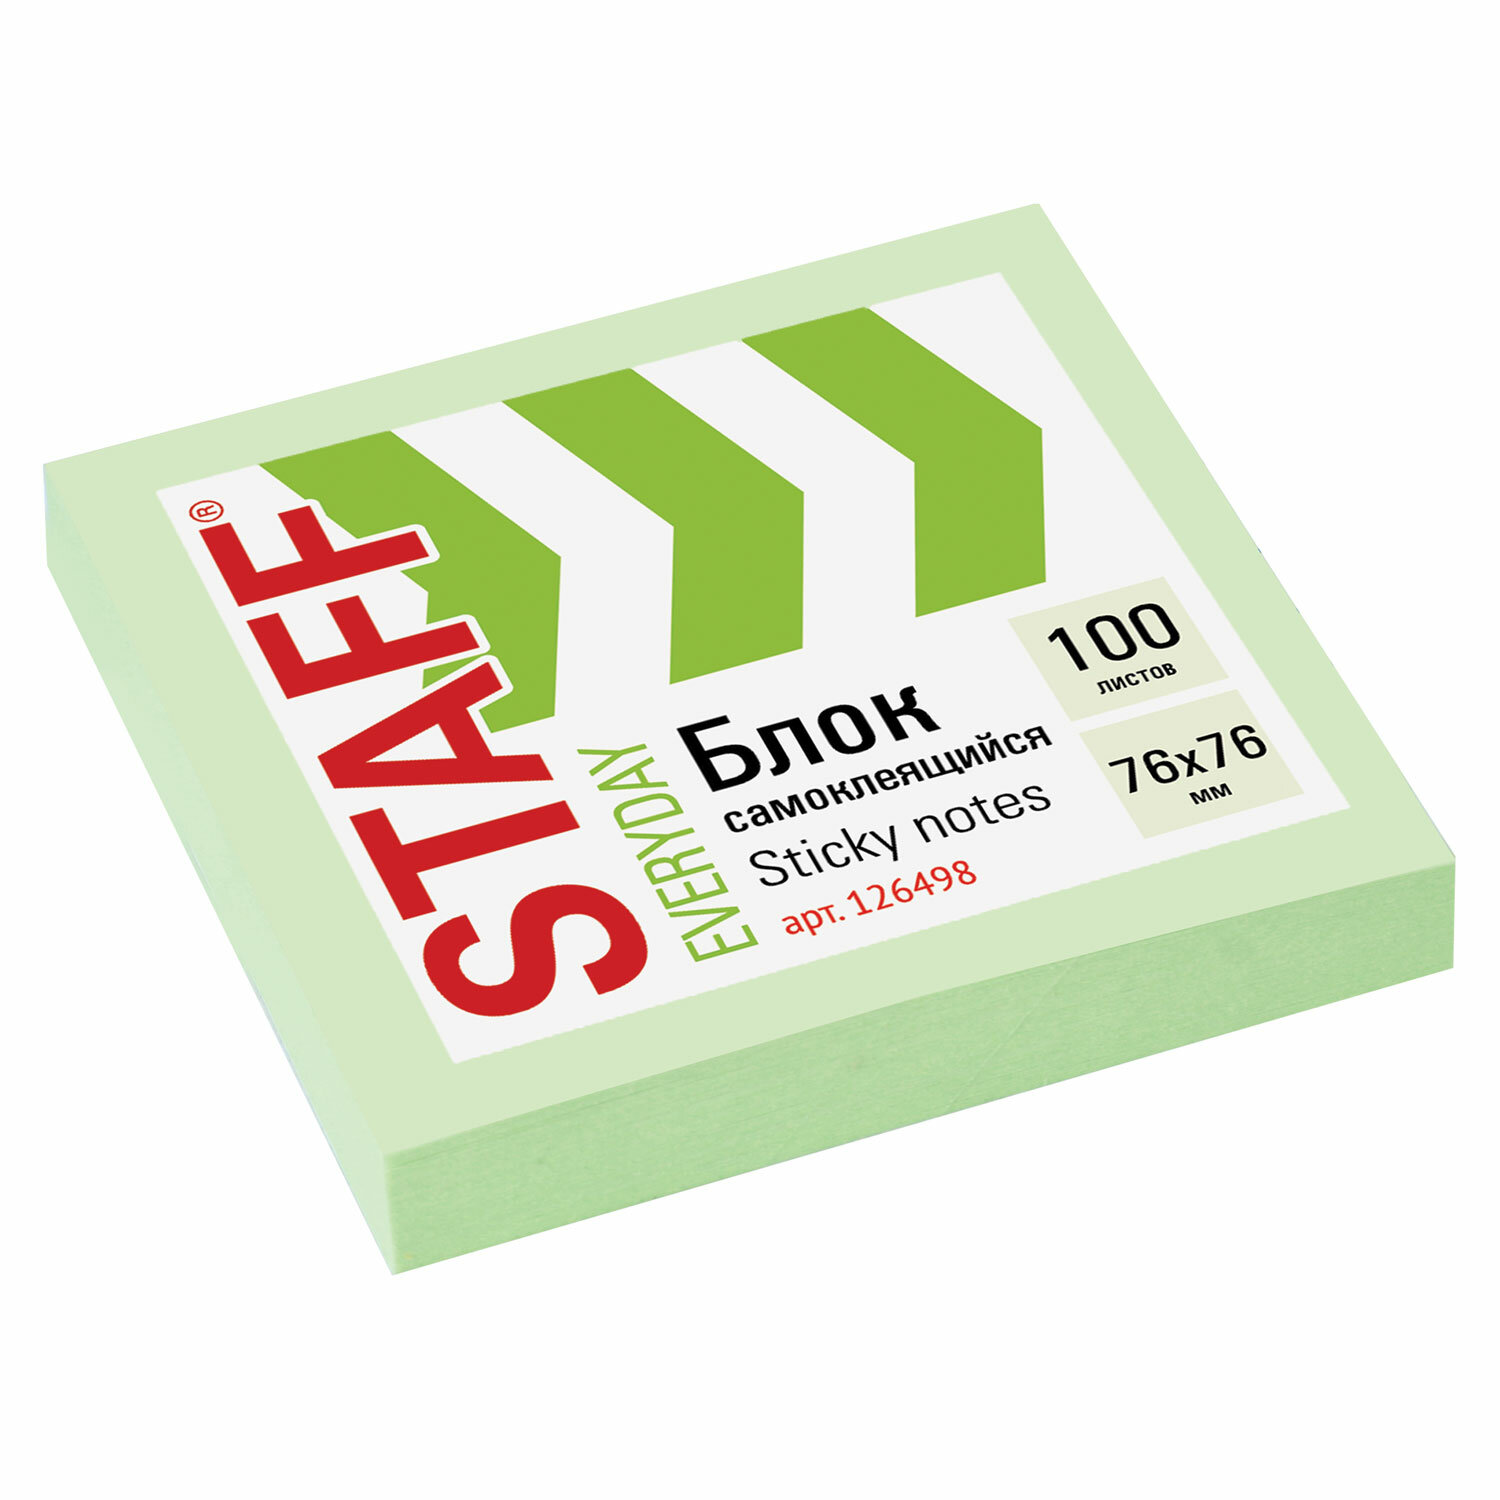 STAFF®
EVERYDAY
Блок
самоклеящийся
Sticky notes
арт. 126498
100
листов
76x76
мм